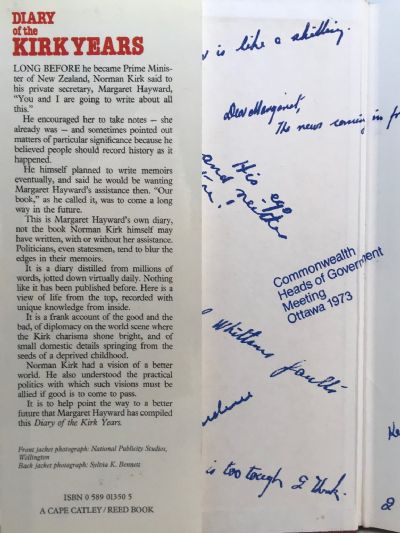 DIARY
of the
KIRK YEARS
LONG BEFORE he became Prime Minis-
ter of New Zealand, Norman Kirk said to
his private secretary, Margaret Hayward,
"You and I are going to write about all
this."
He encouraged her to take notes — she
already was — and sometimes pointed out
matters of particular significance because he
believed people should record history as it
happened.
He himself planned to write memoirs
eventually, and said he would be wanting
Margaret Hayward's assistance then. "Our
book," as he called it, was to come a long
way in the future.
This is Margaret Hayward's own diary,
not the book Norman Kirk himself may
have written, with or without her assistance.
Politicians, even statesmen, tend to blur the
edges in their memoirs.
It is a diary distilled from millions of
words, jotted down virtually daily. Nothing
like it has been published before. Here is a
view of life from the top, recorded with
unique knowledge from inside.
It is a frank account of the good and the
bad, of diplomacy on the world scene where
the Kirk charisma shone bright, and of
small domestic details springing from the
seeds of a deprived childhood.
Norman Kirk had a vision of a better
world. He also understood the practical
politics with which such visions must be
allied if good is to come to pass.
It is to help point the way to a better
future that Margaret Hayward has compiled
this Diary of the Kirk Years.
Front jacket photograph: National Publicity Studios,
Wellington
Back jacket photograph: Sylvia K. Bennett
ISBN 0 589 01350 5
A CAPE CATLEY / REED BOOK
is like a shilling.
Dear Margaret,
The news coming in
His ego
and neither
Commonwealth
Heads of Government
Meeting
Ottawa 1973
Whitlams faults
is too tough I think.